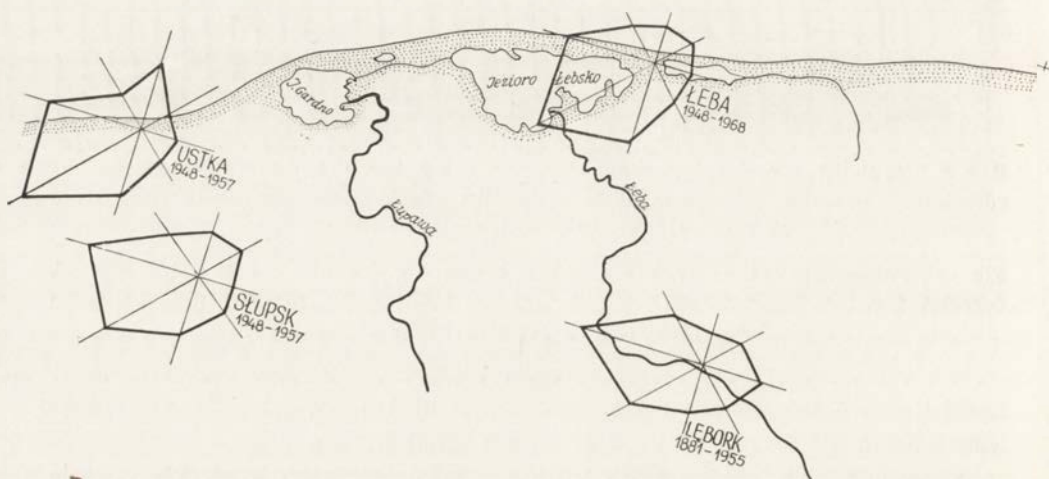 J. Gardno
Jezioro Łebsko
ŁEBA
1948-1968
USTKA
1948-1957
Łupawa
Łeba
SŁUPSK
1948-1957
LĘBORK
1881-1955